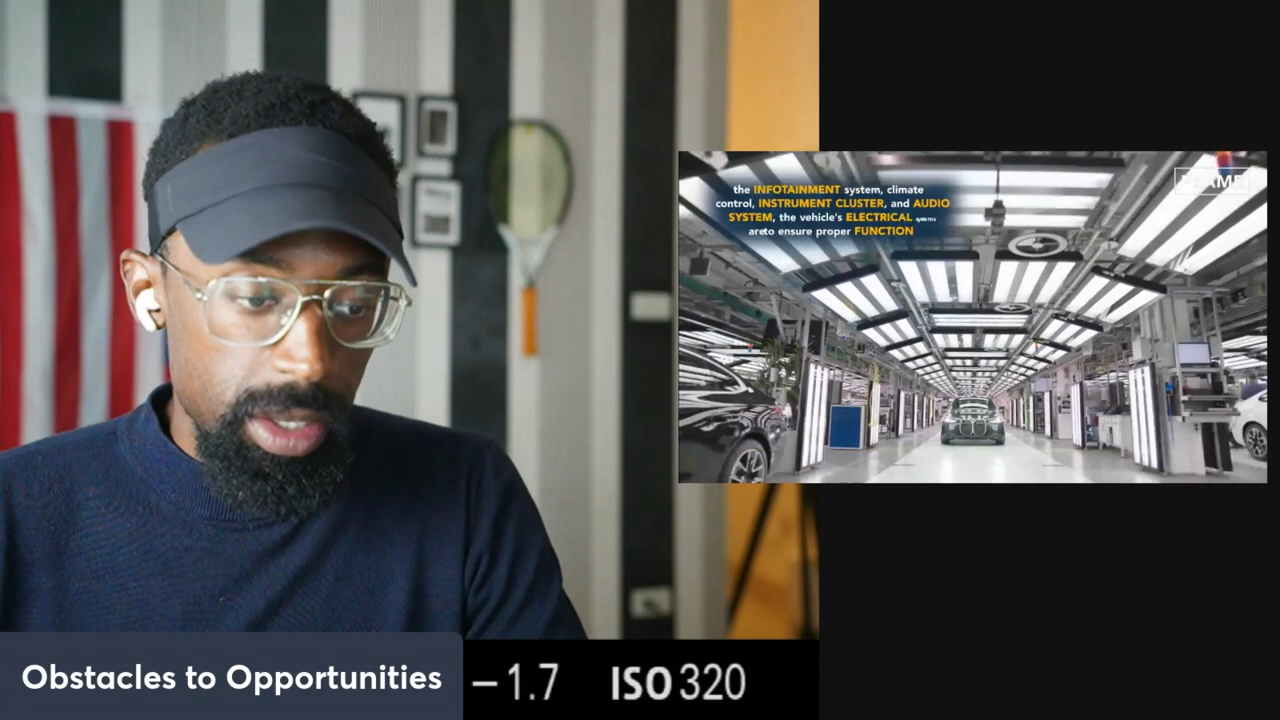 the INFOTAINMENT system, climate
control, INSTRUMENT CLUSTER, and AUDIO
SYSTEM, the vehicle's ELECTRICAL systems
areto ensure proper FUNCTION
Obstacles to Opportunities
–1.7 ISO 320